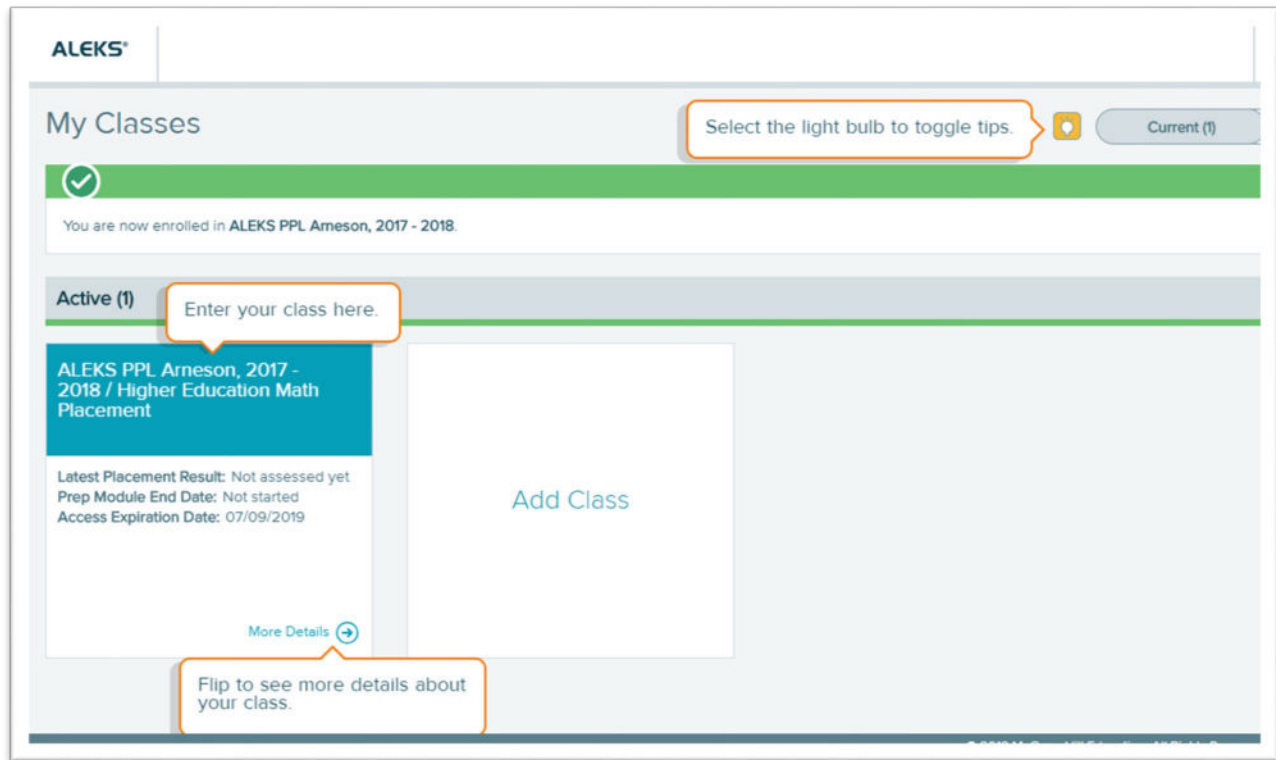 ALEKS®
My Classes
Select the light bulb to toggle tips.
Current (1)
You are now enrolled in ALEKS PPL Arneson, 2017 - 2018.
Active (1)
Enter your class here.
ALEKS PPL Arneson, 2017 -
2018 / Higher Education Math
Placement
Latest Placement Result: Not assessed yet
Prep Module End Date: Not started
Access Expiration Date: 07/09/2019
Add Class
More Details
Flip to see more details about
your class.